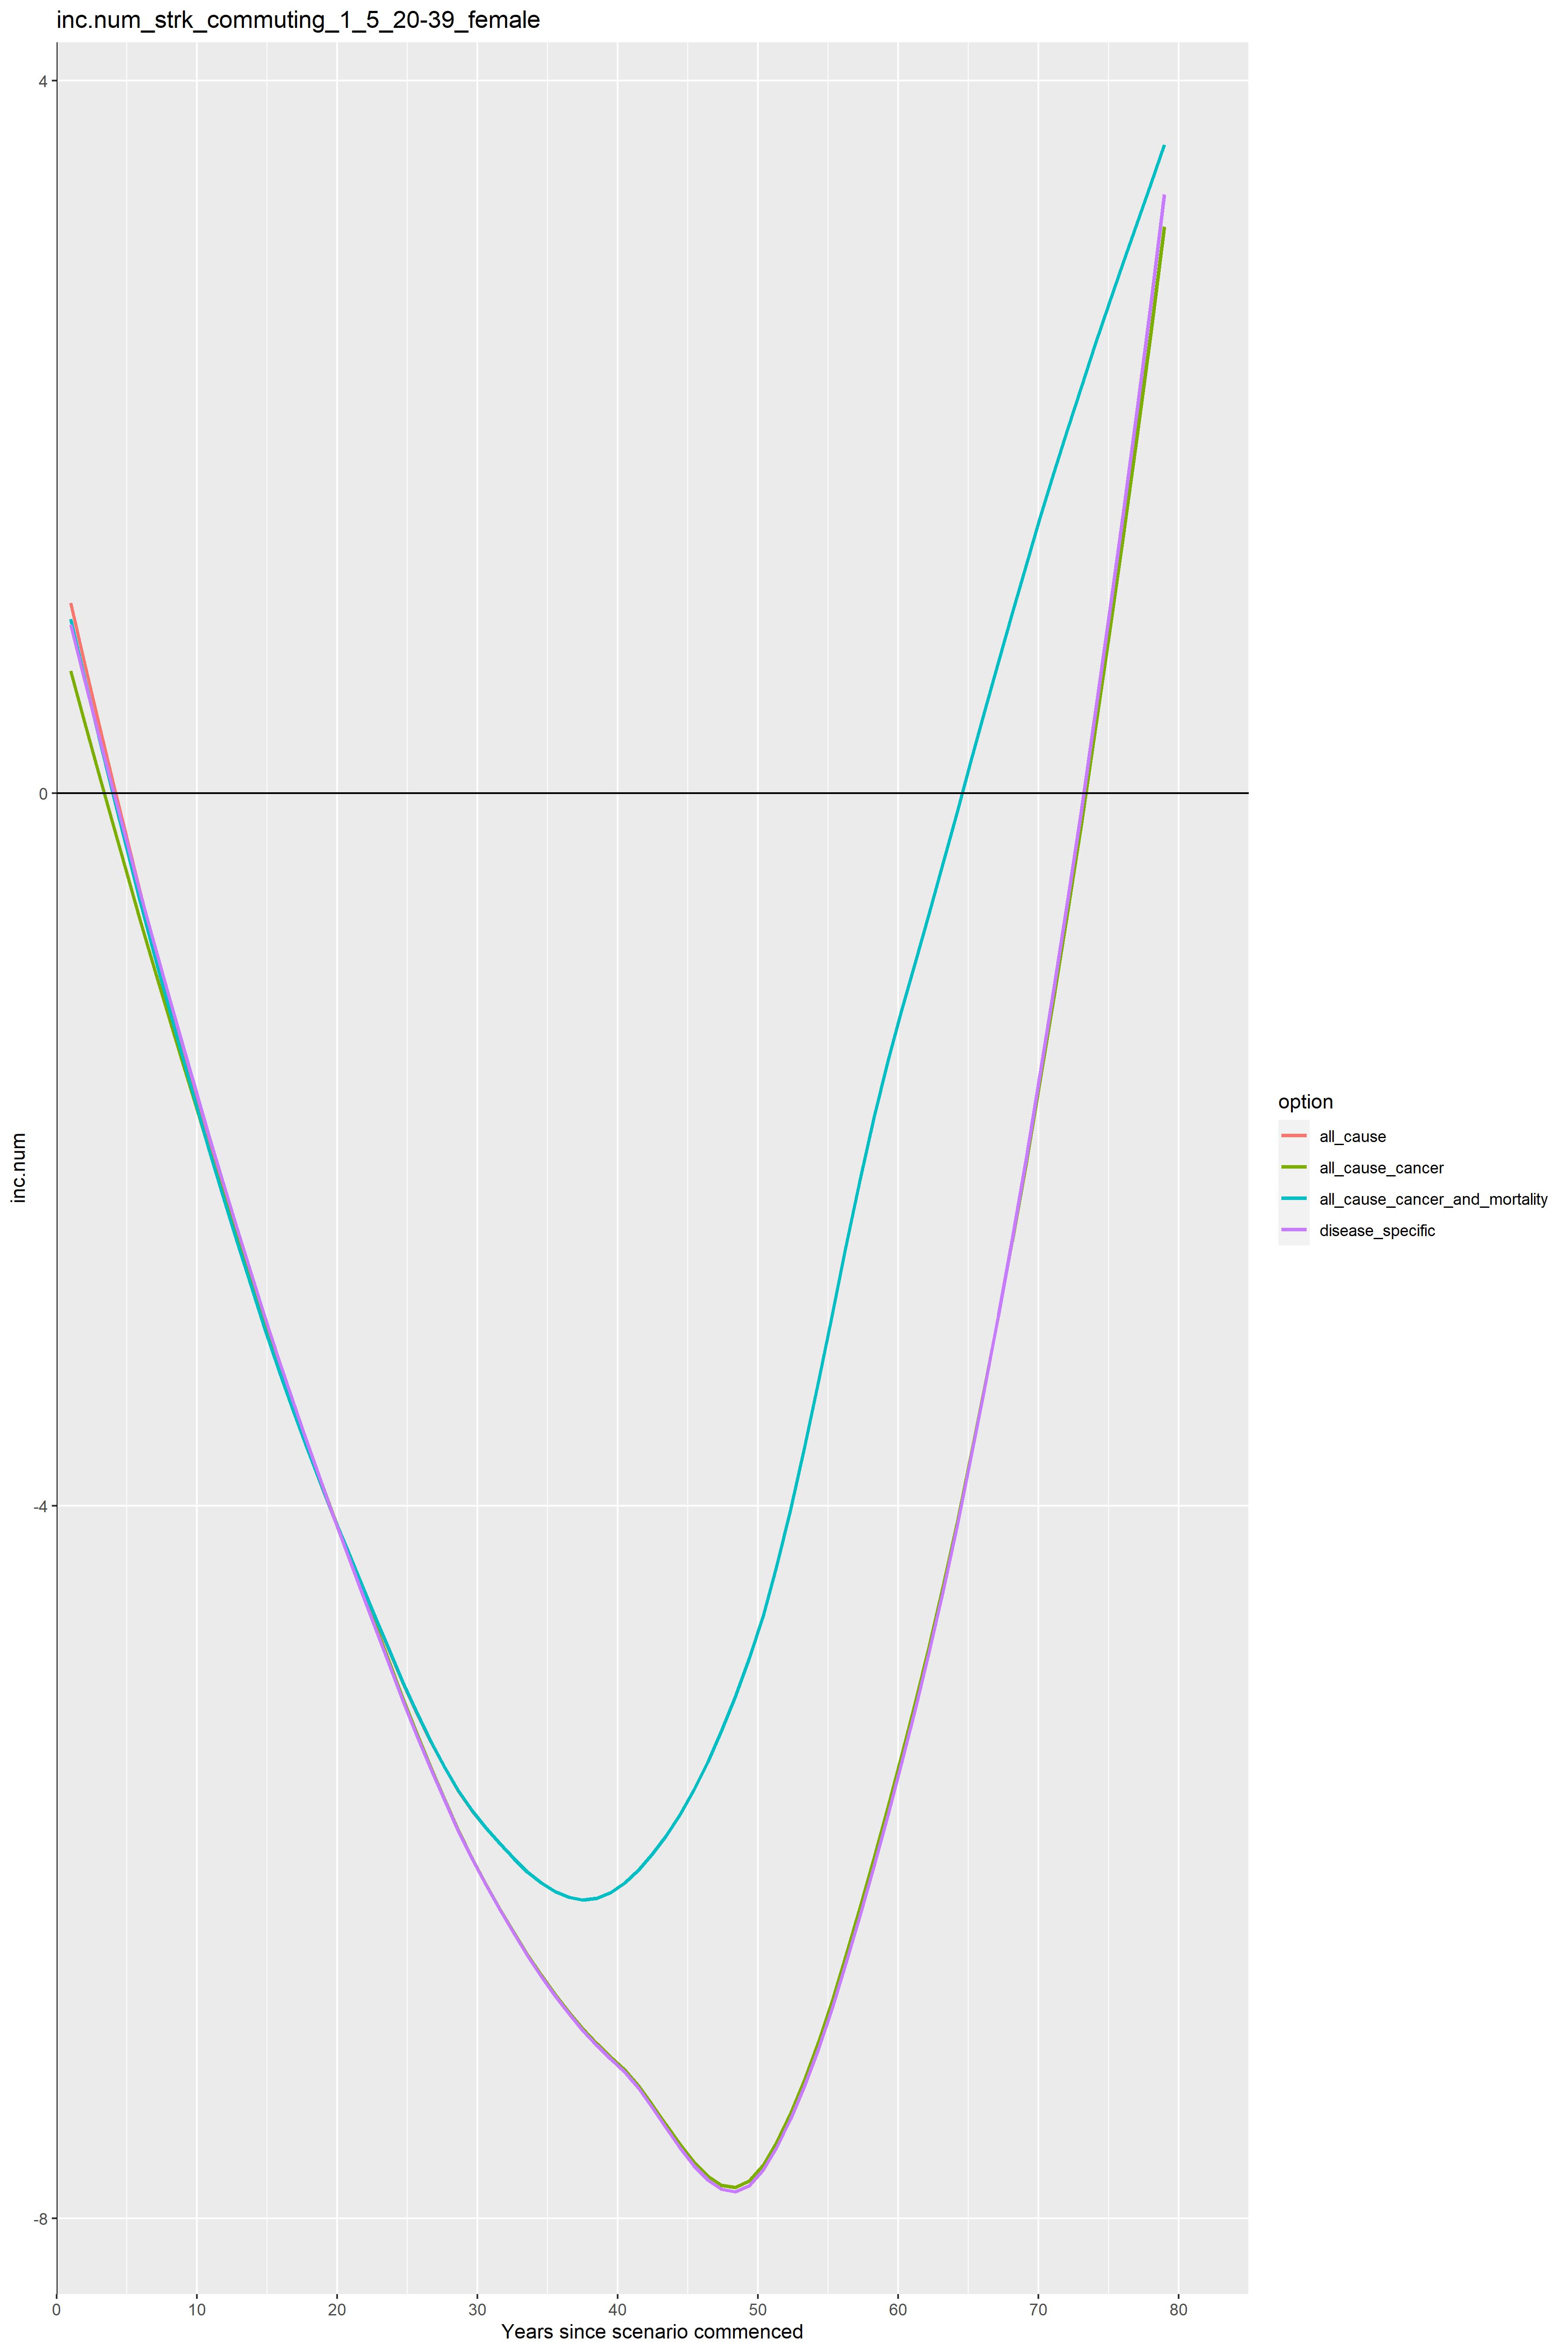 inc.num_strk_commuting_1_5_20-39_female
4
0
-4
-8
inc.num
0 10 20 30 40 50 60 70 80
Years since scenario commenced
option
all_cause
all_cause_cancer
all_cause_cancer_and_mortality
disease_specific